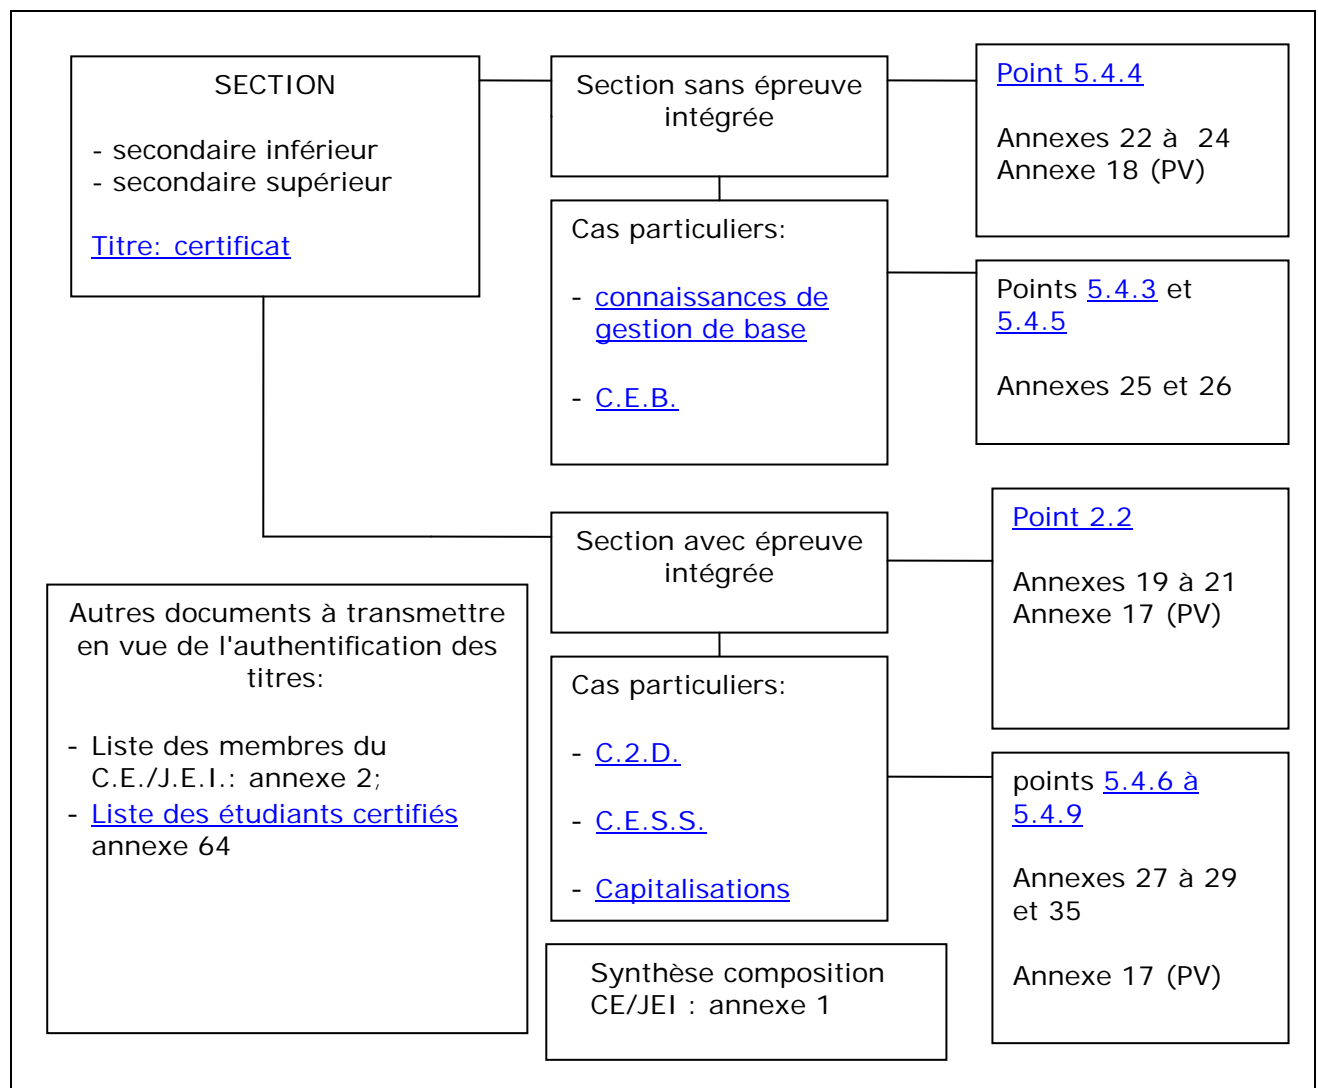 SECTION
- secondaire inférieur
- secondaire supérieur
Titre: certificat
Section sans épreuve
intégrée
Point 5.4.4
Annexes 22 à 24
Annexe 18 (PV)
Cas particuliers:
- connaissances de
gestion de base
- C.E.B.
Points 5.4.3 et
5.4.5
Annexes 25 et 26
Section avec épreuve
intégrée
Point 2.2
Annexes 19 à 21
Annexe 17 (PV)
Autres documents à transmettre
en vue de l'authentification des
titres:
- Liste des membres du
C.E./J.E.I.: annexe 2;
- Liste des étudiants certifiés
annexe 64
Cas particuliers:
- C.2.D.
- C.E.S.S.
- Capitalisations
points 5.4.6 à
5.4.9
Annexes 27 à 29
et 35
Annexe 17 (PV)
Synthèse composition
CE/JEI : annexe 1